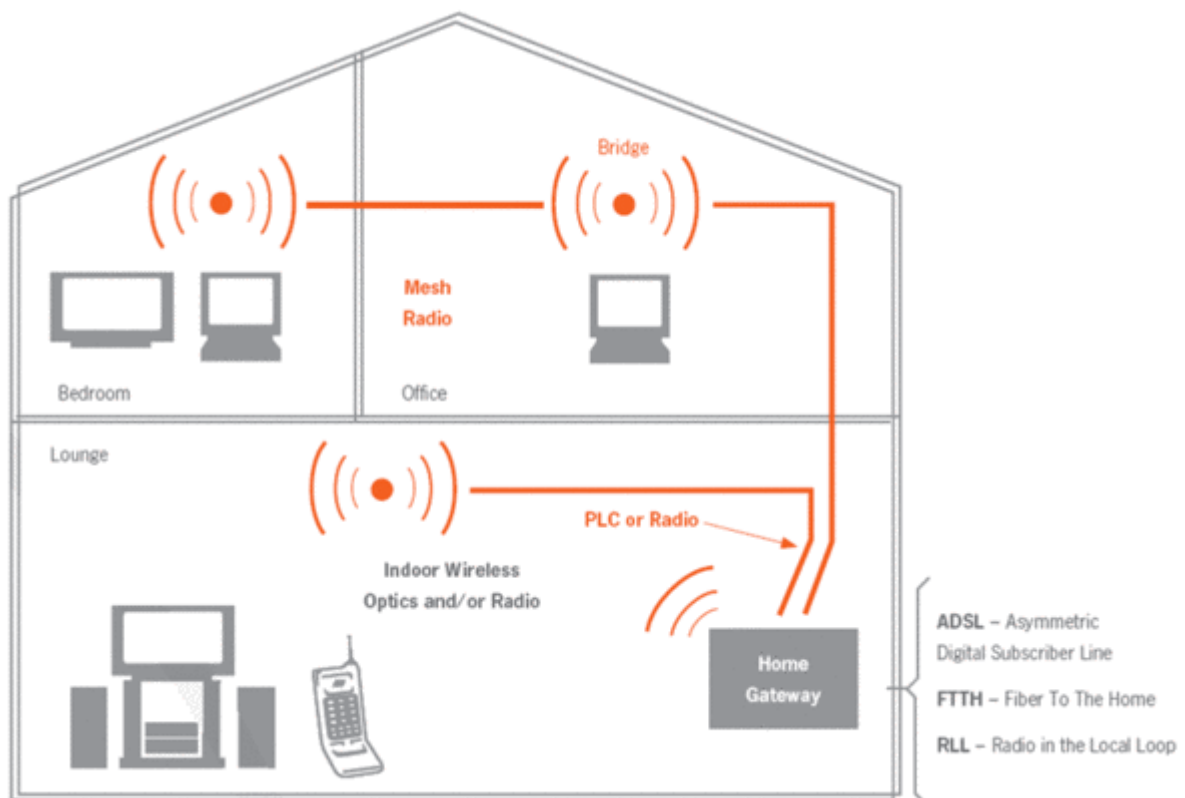 Bridge
Mesh
Radio
Bedroom
Office
Lounge
PLC or Radio
Indoor Wireless
Optics and/or Radio
Home
Gateway
ADSL – Asymmetric
Digital Subscriber Line
FTTH – Fiber To The Home
RLL – Radio in the Local Loop